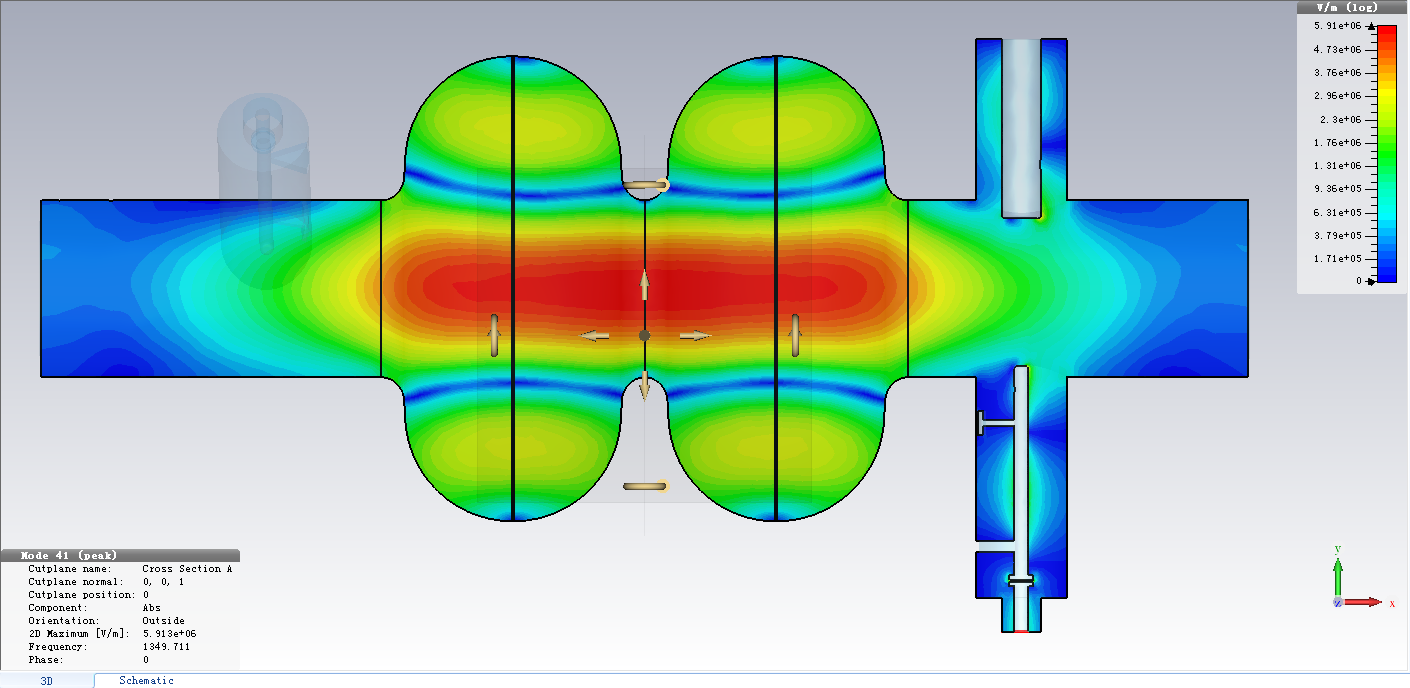 V/m (log)
5.91e+06
4.73e+06
3.76e+06
2.96e+06
2.3e+06
1.76e+06
1.31e+06
9.36e+05
6.31e+05
3.79e+05
1.71e+05
0
Mode 41 (peak)
Cutplane name: Cross Section A
Cutplane normal: 0, 0, 1
Cutplane position: 0
Component: Abs
Orientation: Outside
2D Maximum [V/m]: 5.913e+06
Frequency: 1349.711
Phase: 0
y
z
x
3D Schematic